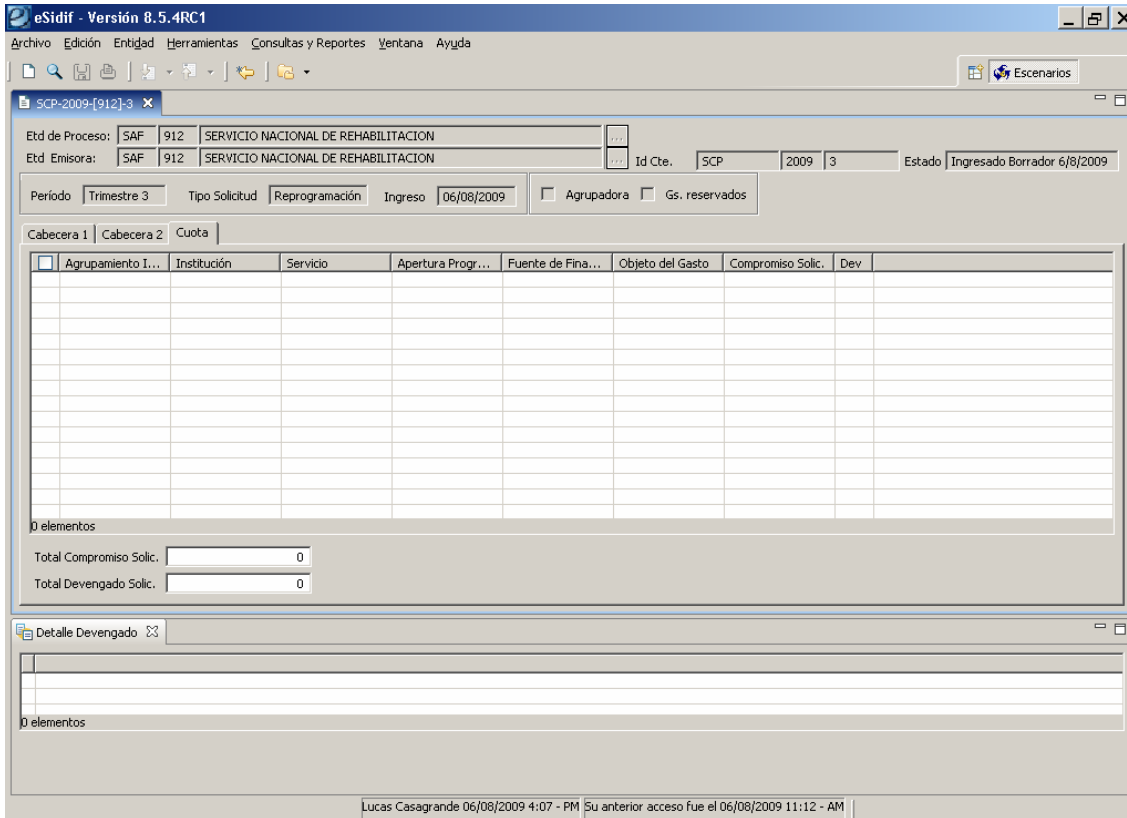 eSidif - Versión 8.5.4RC1
Archivo Edición Entidad Herramientas Consultas y Reportes Ventana Ayuda
Escenarios
SCP-2009-[912]-3
Etd de Proceso: SAF 912 SERVICIO NACIONAL DE REHABILITACION ...
Etd Emisora: SAF 912 SERVICIO NACIONAL DE REHABILITACION ... Id Cte. SCP 2009 3 Estado Ingresado Borrador 6/8/2009
Período Trimestre 3 Tipo Solicitud Reprogramación Ingreso 06/08/2009 Agrupadora Gs. reservados
Cabecera 1 Cabecera 2 Cuota
Agrupamiento I... Institución Servicio Apertura Progr... Fuente de Fina... Objeto del Gasto Compromiso Solic. Dev
0 elementos
Total Compromiso Solic. 0
Total Devengado Solic. 0
Detalle Devengado
0 elementos
Lucas Casagrande 06/08/2009 4:07 - PM Su anterior acceso fue el 06/08/2009 11:12 - AM